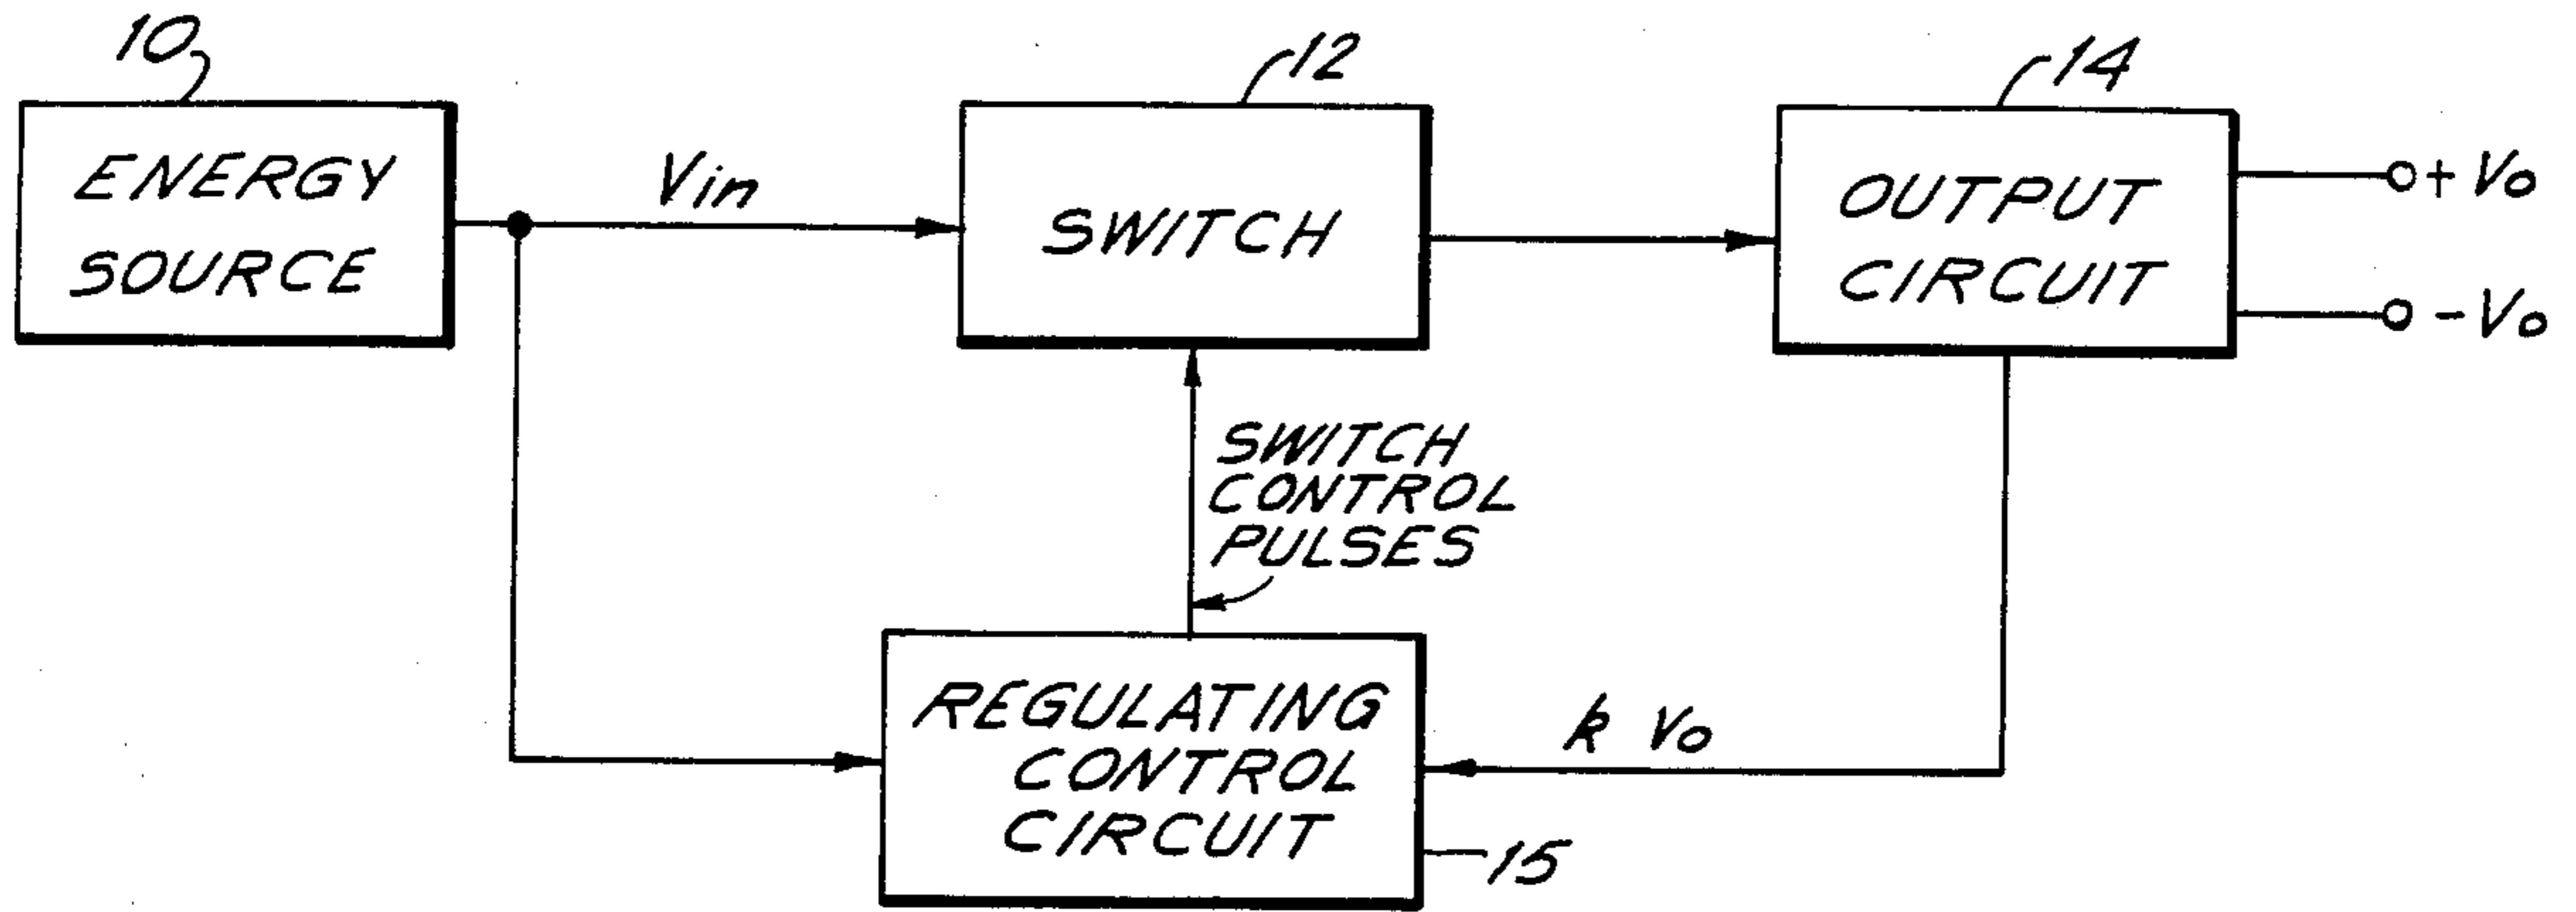 10
12
14
ENERGY
SOURCE
Vin
SWITCH
OUTPUT
CIRCUIT
+ Vo
- Vo
SWITCH
CONTROL
PULSES
REGULATING
CONTROL
CIRCUIT
k Vo
15